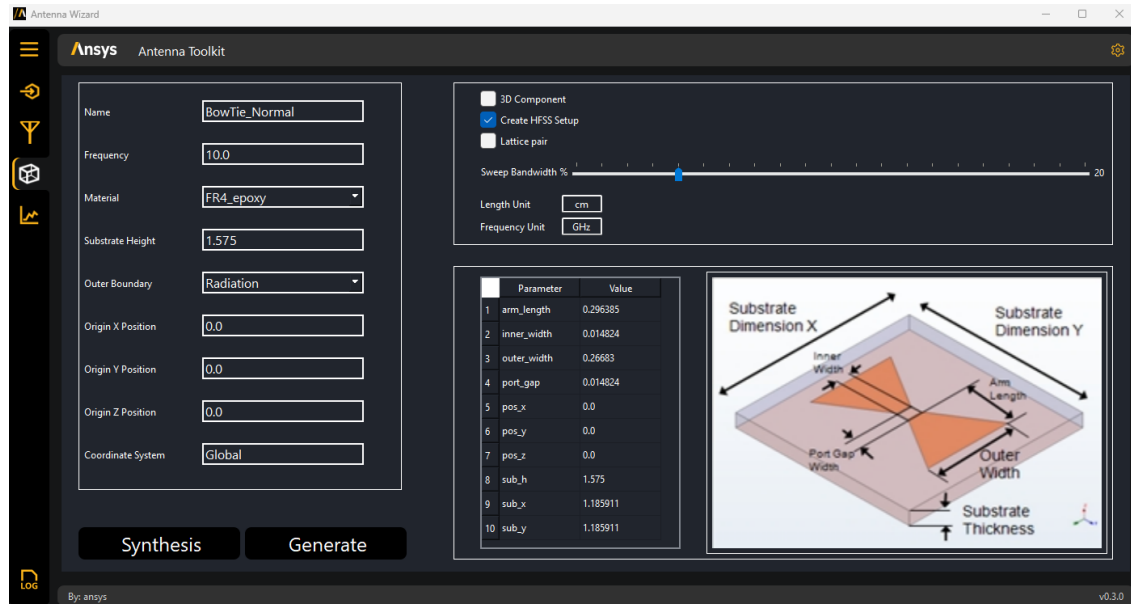 Antenna Wizard
Ansys Antenna Toolkit
Name BowTie_Normal
Frequency 10.0
Material FR4_epoxy
Substrate Height 1.575
Outer Boundary Radiation
Origin X Position 0.0
Origin Y Position 0.0
Origin Z Position 0.0
Coordinate System Global
Synthesis Generate
3D Component
Create HFSS Setup
Lattice pair
Sweep Bandwidth % 20
Length Unit cm
Frequency Unit GHz
Parameter Value
1 arm_length 0.296385
2 inner_width 0.014824
3 outer_width 0.26683
4 port_gap 0.014824
5 pos_x 0.0
6 pos_y 0.0
7 pos_z 0.0
8 sub_h 1.575
9 sub_x 1.185911
10 sub_y 1.185911
Substrate
Dimension X
Substrate
Dimension Y
Inner
Width
Arm
Length
Port Gap
Width
Outer
Width
Substrate
Thickness
LOG
By: ansys v0.3.0